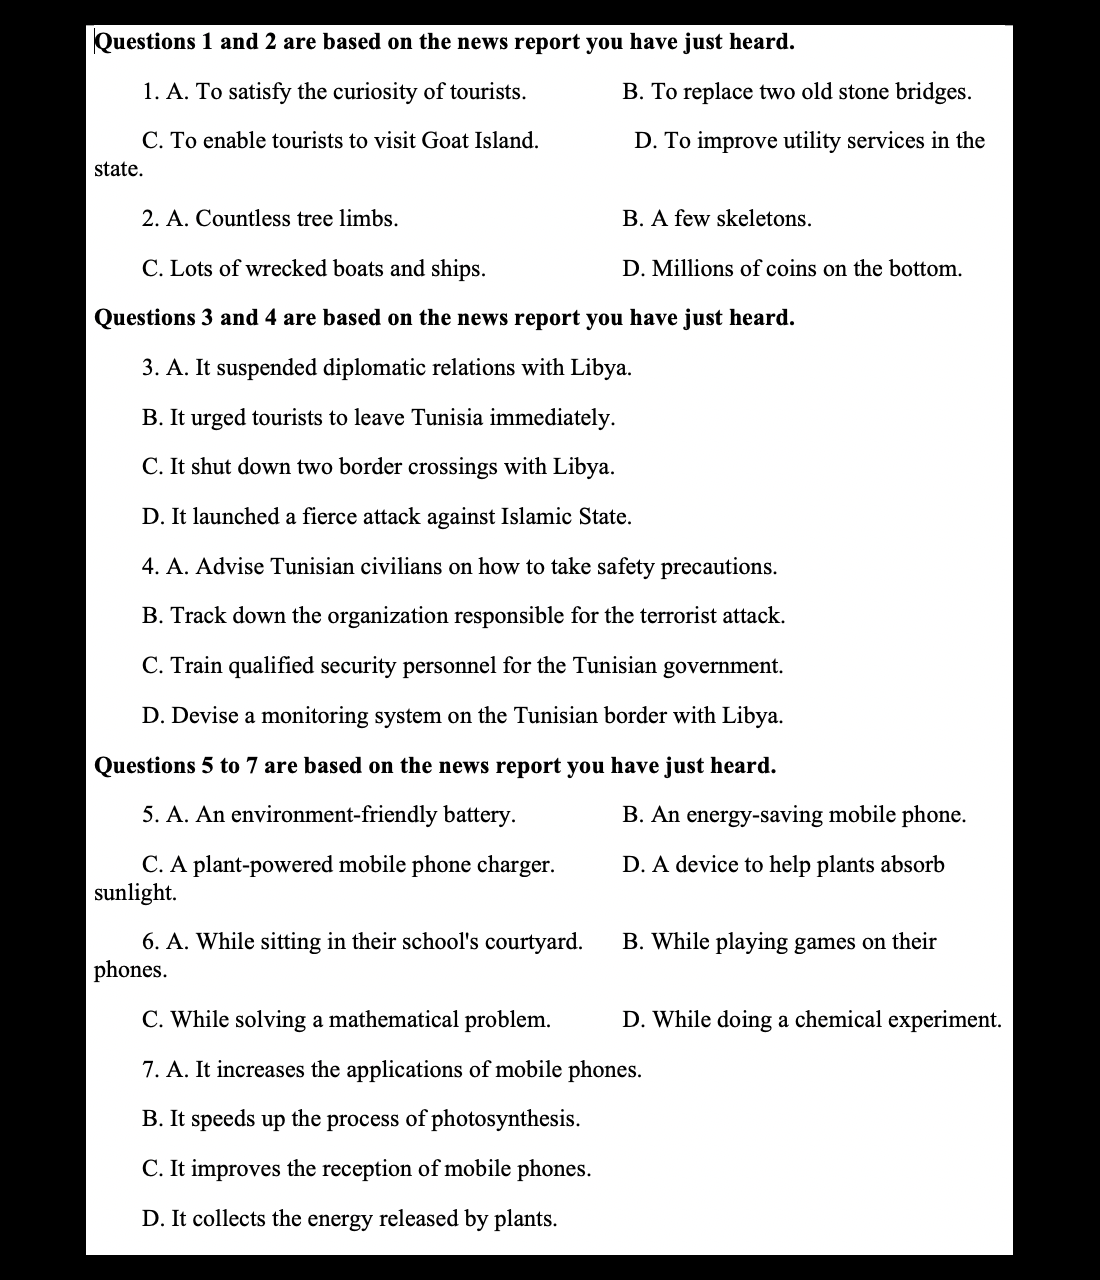 Questions 1 and 2 are based on the news report you have just heard.
1. A. To satisfy the curiosity of tourists. B. To replace two old stone bridges.
C. To enable tourists to visit Goat Island. D. To improve utility services in the
state.
2. A. Countless tree limbs. B. A few skeletons.
C. Lots of wrecked boats and ships. D. Millions of coins on the bottom.
Questions 3 and 4 are based on the news report you have just heard.
3. A. It suspended diplomatic relations with Libya.
B. It urged tourists to leave Tunisia immediately.
C. It shut down two border crossings with Libya.
D. It launched a fierce attack against Islamic State.
4. A. Advise Tunisian civilians on how to take safety precautions.
B. Track down the organization responsible for the terrorist attack.
C. Train qualified security personnel for the Tunisian government.
D. Devise a monitoring system on the Tunisian border with Libya.
Questions 5 to 7 are based on the news report you have just heard.
5. A. An environment-friendly battery. B. An energy-saving mobile phone.
C. A plant-powered mobile phone charger. D. A device to help plants absorb
sunlight.
6. A. While sitting in their school's courtyard. B. While playing games on their
phones.
C. While solving a mathematical problem. D. While doing a chemical experiment.
7. A. It increases the applications of mobile phones.
B. It speeds up the process of photosynthesis.
C. It improves the reception of mobile phones.
D. It collects the energy released by plants.